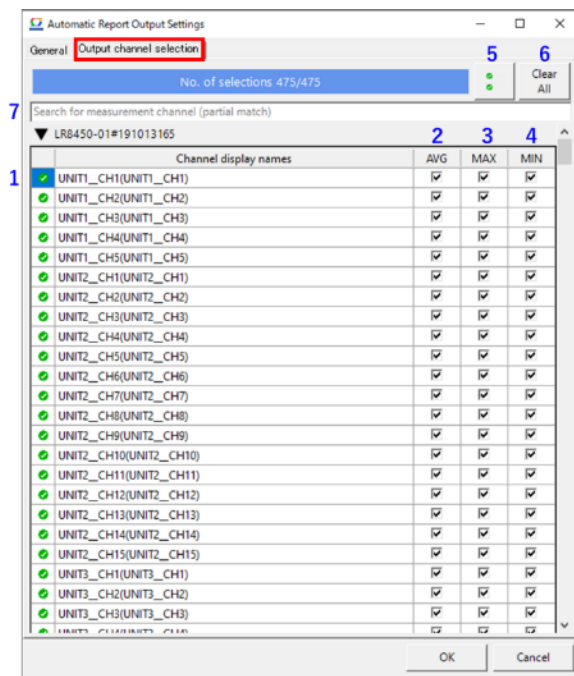 Automatic Report Output Settings
General Output channel selection
5 6
No. of selections 475/475 Clear All
7 Search for measurement channel (partial match)
LR8450-01#191013165 2 3 4
Channel display names AVG MAX MIN
1 UNIT1__CH1(UNIT1__CH1)
UNIT1__CH2(UNIT1__CH2)
UNIT1__CH3(UNIT1__CH3)
UNIT1__CH4(UNIT1__CH4)
UNIT1__CH5(UNIT1__CH5)
UNIT2__CH1(UNIT2__CH1)
UNIT2__CH2(UNIT2__CH2)
UNIT2__CH3(UNIT2__CH3)
UNIT2__CH4(UNIT2__CH4)
UNIT2__CH5(UNIT2__CH5)
UNIT2__CH6(UNIT2__CH6)
UNIT2__CH7(UNIT2__CH7)
UNIT2__CH8(UNIT2__CH8)
UNIT2__CH9(UNIT2__CH9)
UNIT2__CH10(UNIT2__CH10)
UNIT2__CH11(UNIT2__CH11)
UNIT2__CH12(UNIT2__CH12)
UNIT2__CH13(UNIT2__CH13)
UNIT2__CH14(UNIT2__CH14)
UNIT2__CH15(UNIT2__CH15)
UNIT3__CH1(UNIT3__CH1)
UNIT3__CH2(UNIT3__CH2)
UNIT3__CH3(UNIT3__CH3)
OK Cancel